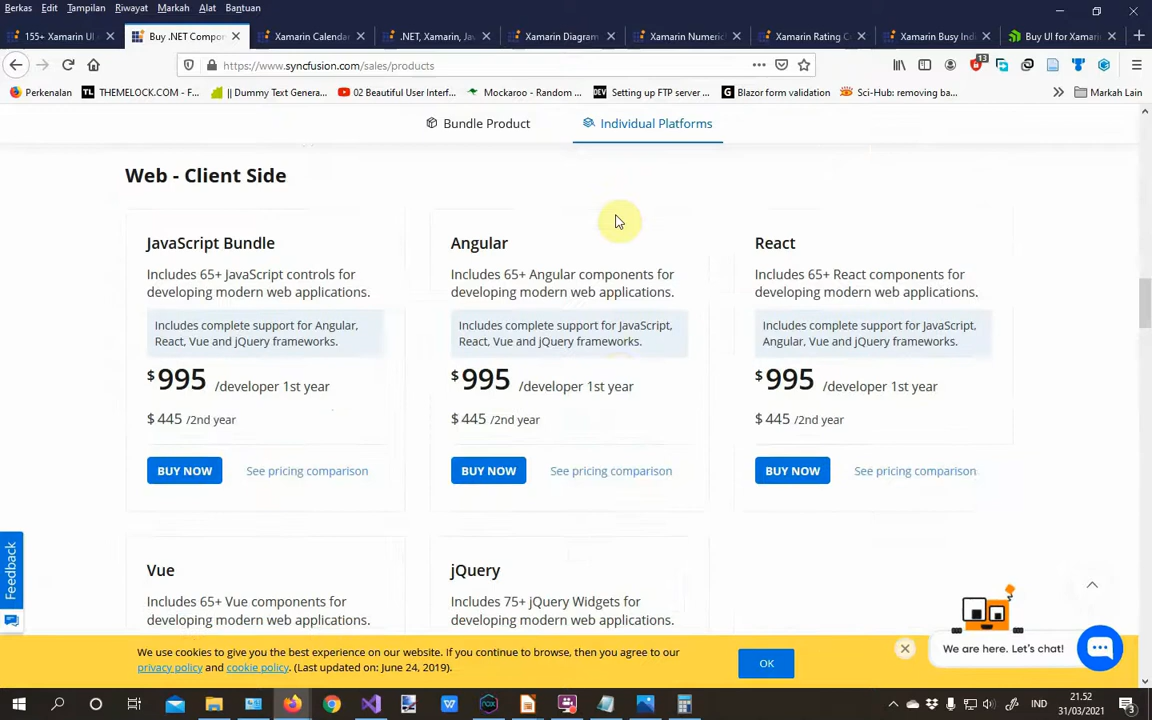 Berkas Edit Tampilan Riwayat Markah Alat Bantuan
155+ Xamarin UI
Buy .NET Compo
Xamarin Calenda
.NET, Xamarin, Ja
Xamarin Diagram
Xamarin Numeric
Xamarin Rating C
Xamarin Busy Indi
Buy UI for Xamarin
https://www.syncfusion.com/sales/products
13
Perkenalan
THEMELOCK.COM - F...
|| Dummy Text Genera...
02 Beautiful User Interf...
Mockaroo - Random ...
Setting up FTP server ...
Blazor form validation
Sci-Hub: removing ba...
Markah Lain
Bundle Product
Individual Platforms
Web - Client Side
JavaScript Bundle
Includes 65+ JavaScript controls for
developing modern web applications.
Includes complete support for Angular,
React, Vue and jQuery frameworks.
$995 /developer 1st year
$ 445 /2nd year
BUY NOW
See pricing comparison
Angular
Includes 65+ Angular components for
developing modern web applications.
Includes complete support for JavaScript,
React, Vue and jQuery frameworks.
$995 /developer 1st year
$ 445 /2nd year
BUY NOW
See pricing comparison
React
Includes 65+ React components for
developing modern web applications.
Includes complete support for JavaScript,
Angular, Vue and jQuery frameworks.
$995 /developer 1st year
$ 445 /2nd year
BUY NOW
See pricing comparison
Vue
Includes 65+ Vue components for
developing modern web applications.
jQuery
Includes 75+ jQuery Widgets for
developing modern web applications.
Feedback
We use cookies to give you the best experience on our website. If you continue to browse, then you agree to our
privacy policy and cookie policy. (Last updated on: June 24, 2019).
OK
We are here. Let's chat!
IND
21.52
31/03/2021
3